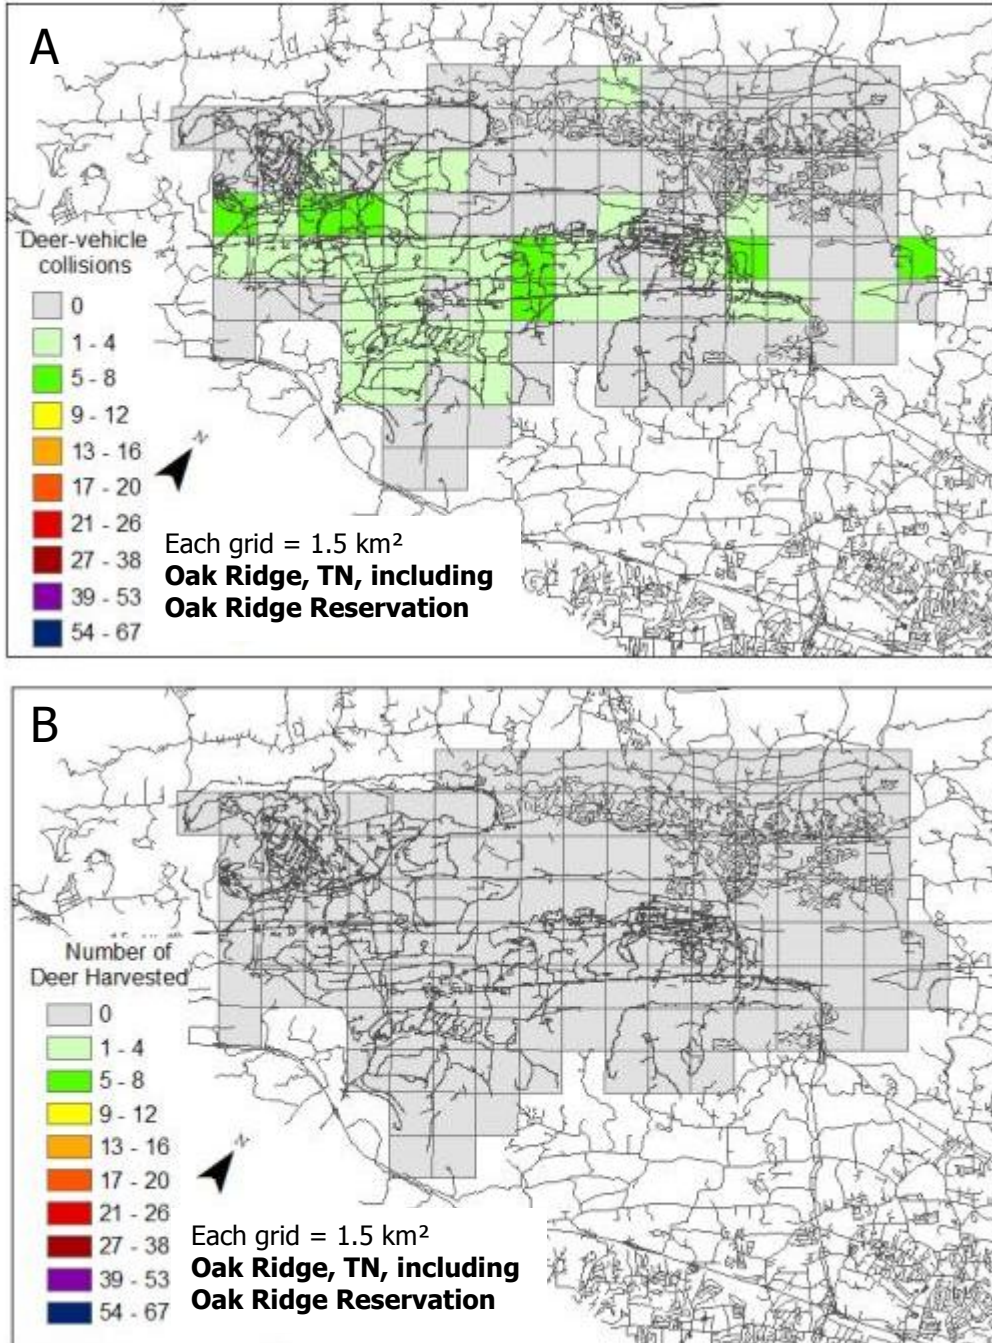 A
Deer-vehicle
collisions
0
1 - 4
5 - 8
9 - 12
13 - 16
17 - 20
21 - 26
27 - 38
39 - 53
54 - 67
N
Each grid = 1.5 km²
Oak Ridge, TN, including
Oak Ridge Reservation
B
Number of
Deer Harvested
0
1 - 4
5 - 8
9 - 12
13 - 16
17 - 20
21 - 26
27 - 38
39 - 53
54 - 67
N
Each grid = 1.5 km²
Oak Ridge, TN, including
Oak Ridge Reservation